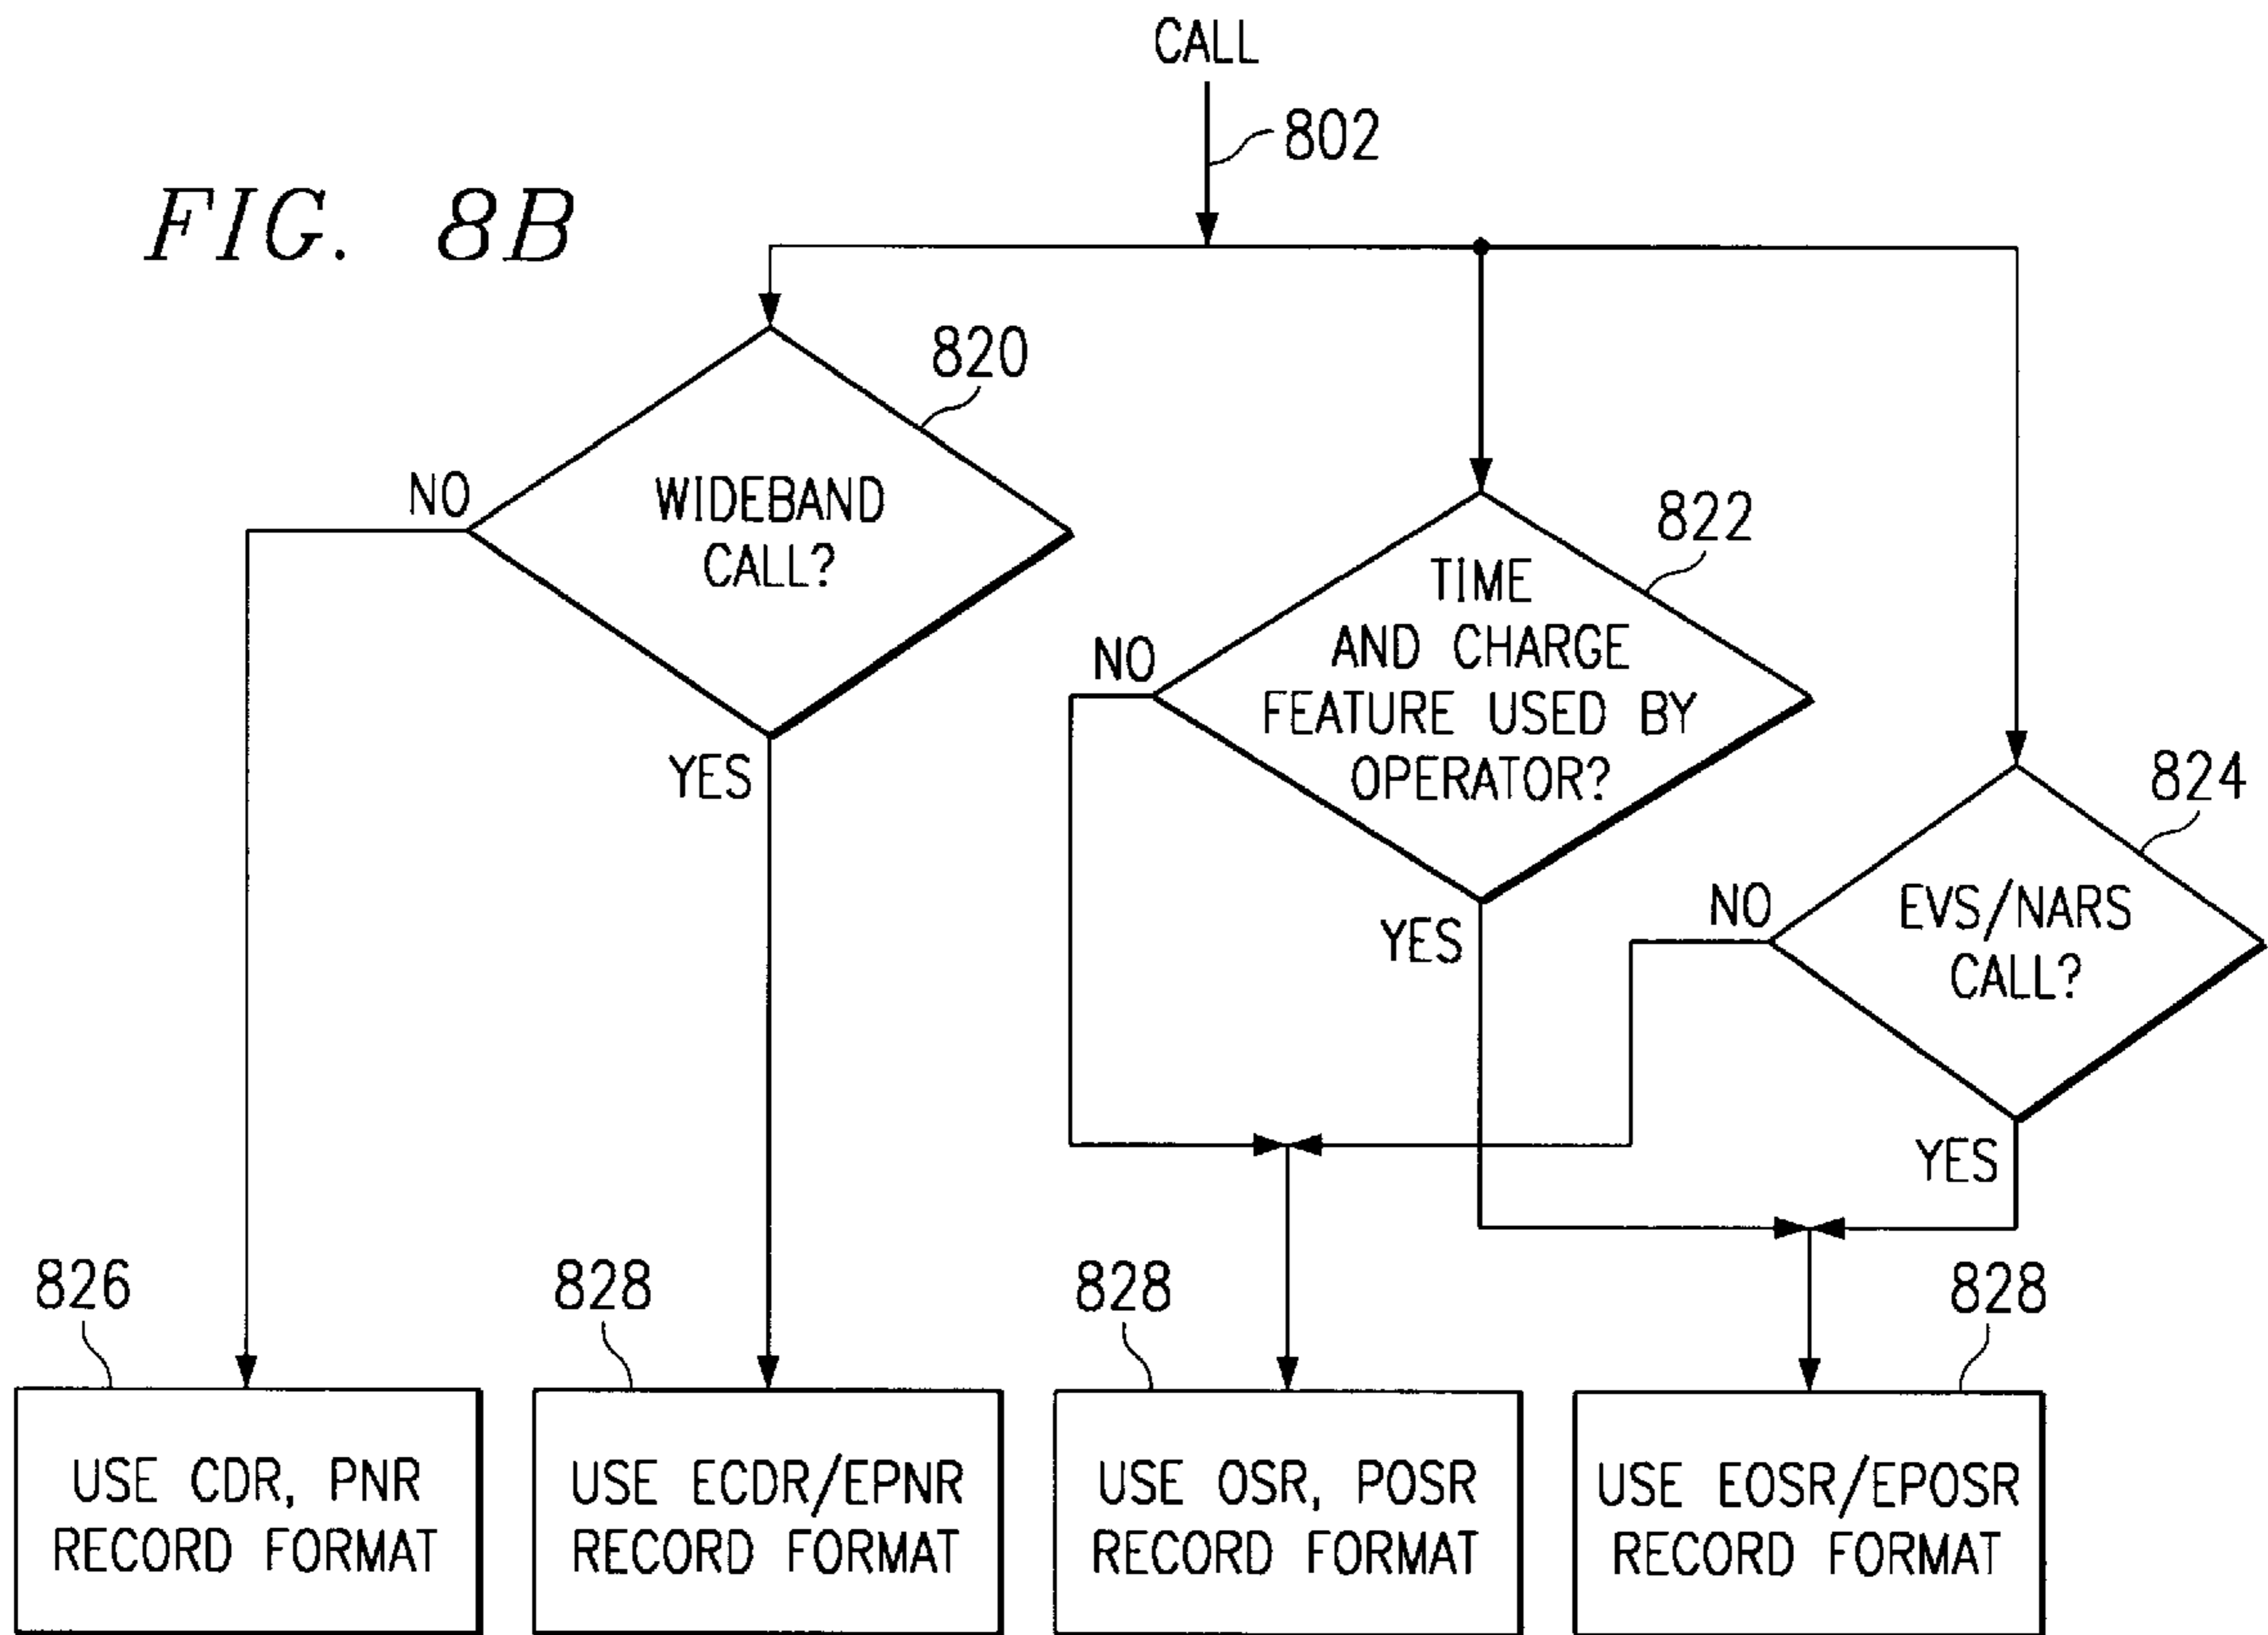 CALL
802
FIG. 8B
820
NO
WIDEBAND
CALL?
YES
822
NO
TIME
AND CHARGE
FEATURE USED BY
OPERATOR?
YES
824
NO
EVS/NARS
CALL?
YES
826
USE CDR, PNR
RECORD FORMAT
828
USE ECDR/EPNR
RECORD FORMAT
828
USE OSR, POSR
RECORD FORMAT
828
USE EOSR/EPOSR
RECORD FORMAT